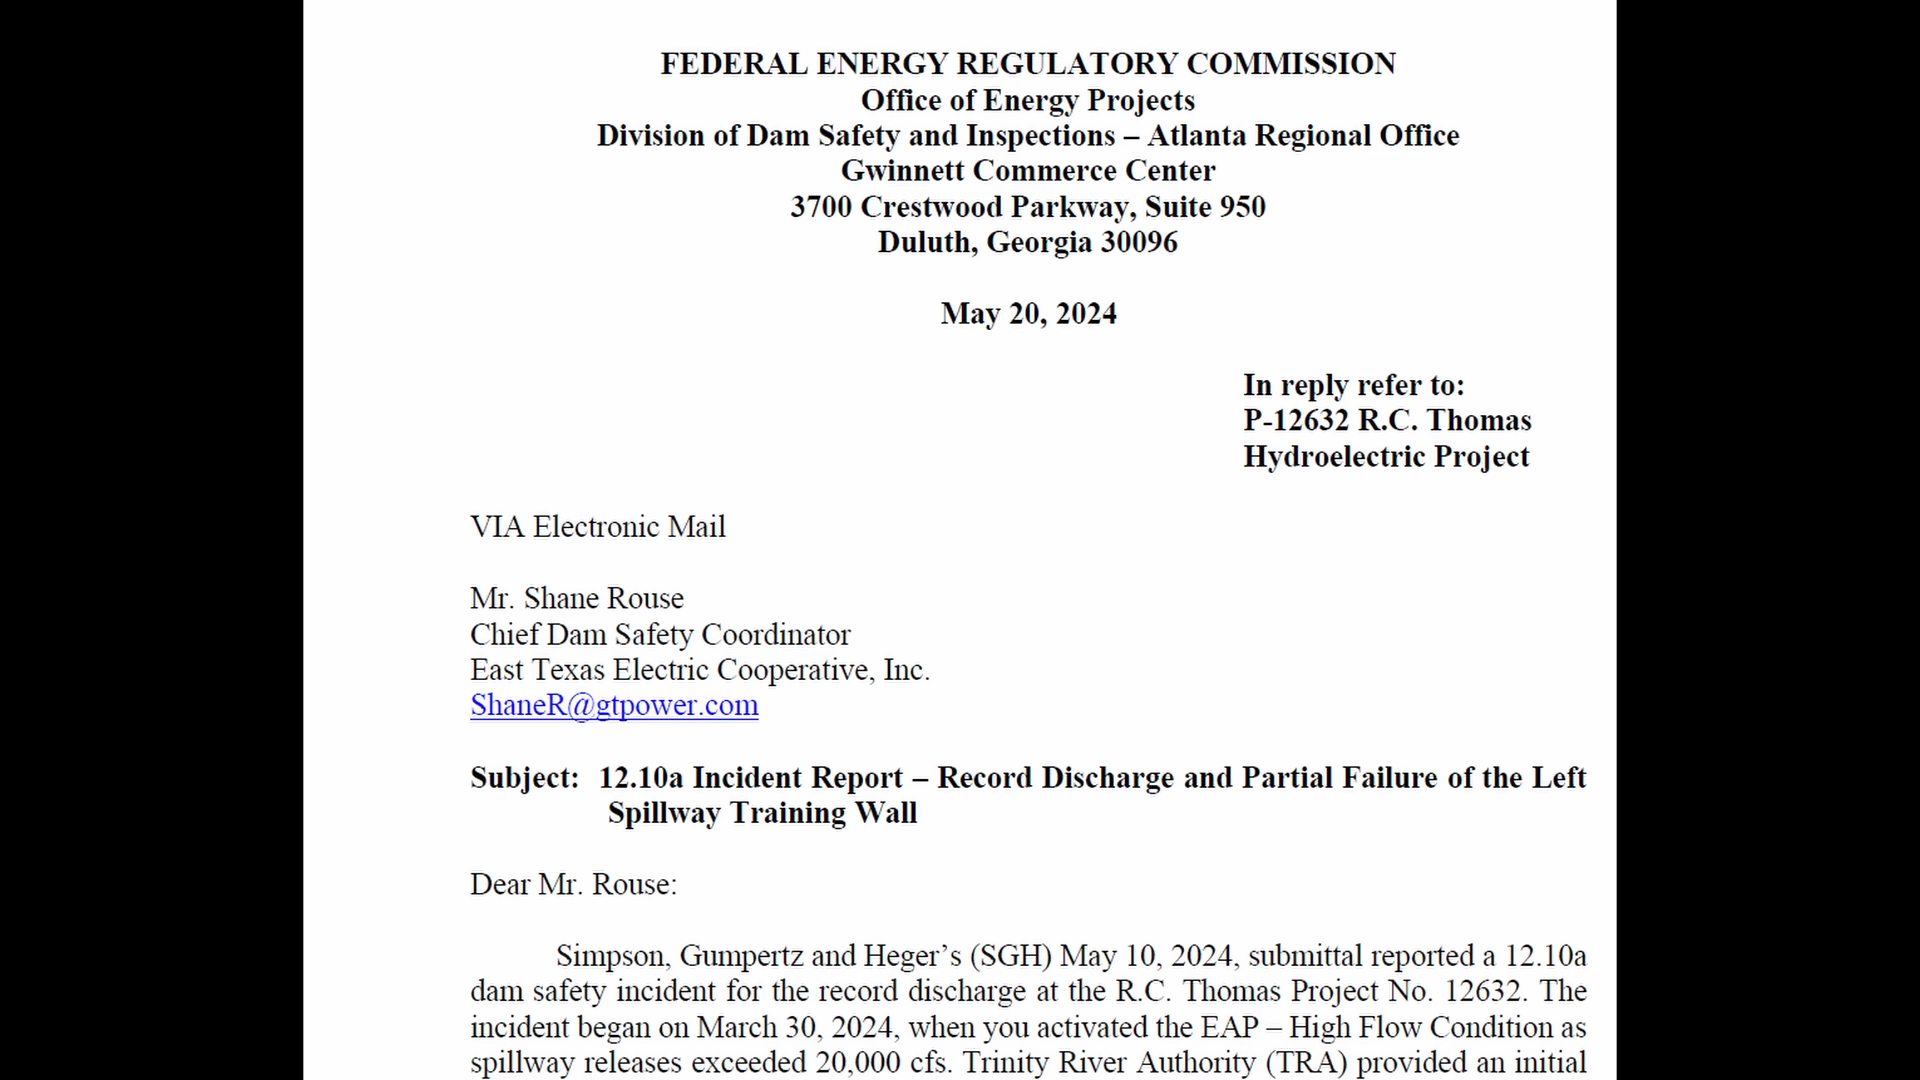 FEDERAL ENERGY REGULATORY COMMISSION
Office of Energy Projects
Division of Dam Safety and Inspections – Atlanta Regional Office
Gwinnett Commerce Center
3700 Crestwood Parkway, Suite 950
Duluth, Georgia 30096
May 20, 2024
In reply refer to:
P-12632 R.C. Thomas
Hydroelectric Project
VIA Electronic Mail
Mr. Shane Rouse
Chief Dam Safety Coordinator
East Texas Electric Cooperative, Inc.
ShaneR@gtpower.com
Subject: 12.10a Incident Report – Record Discharge and Partial Failure of the Left
Spillway Training Wall
Dear Mr. Rouse:
Simpson, Gumpertz and Heger’s (SGH) May 10, 2024, submittal reported a 12.10a
dam safety incident for the record discharge at the R.C. Thomas Project No. 12632. The
incident began on March 30, 2024, when you activated the EAP – High Flow Condition as
spillway releases exceeded 20,000 cfs. Trinity River Authority (TRA) provided an initial